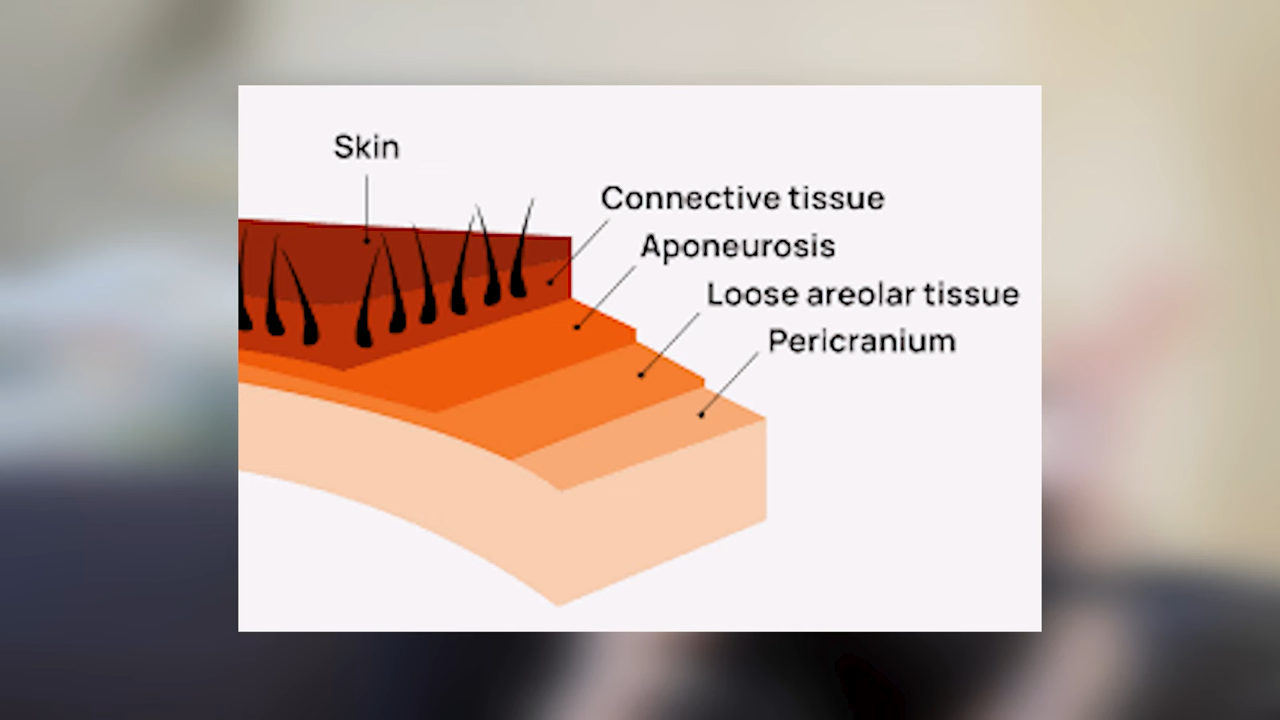 Skin
Connective tissue
Aponeurosis
Loose areolar tissue
Pericranium